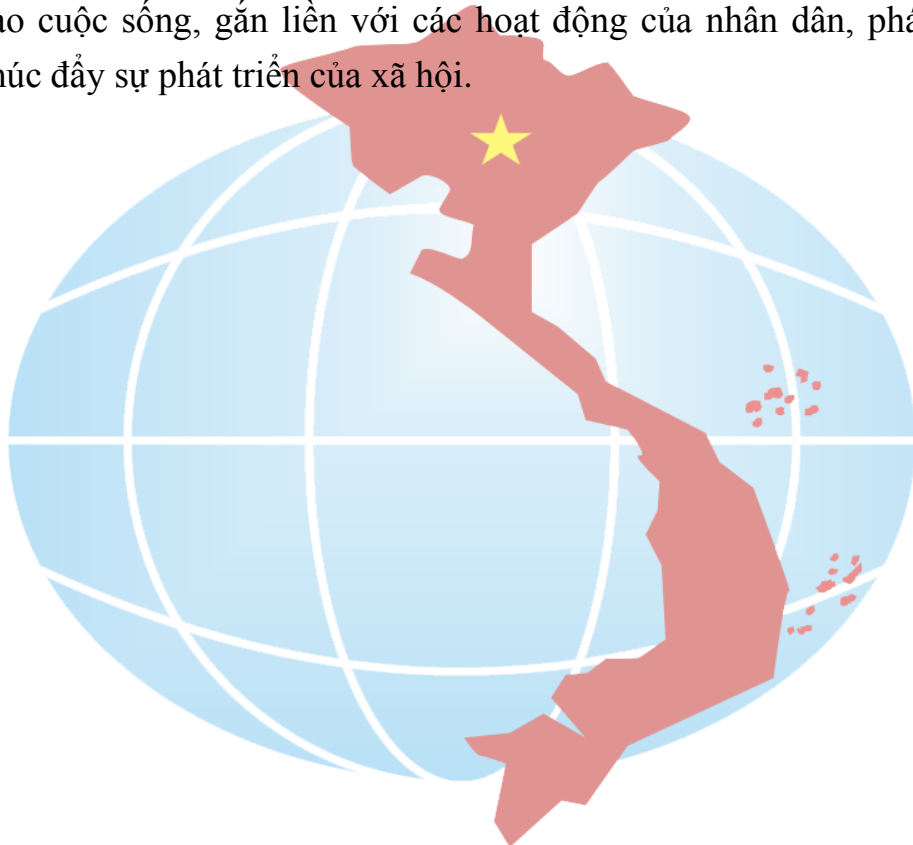 ao cuộc sống, gắn liền với các hoạt động của nhân dân, phá
húc đẩy sự phát triển của xã hội.